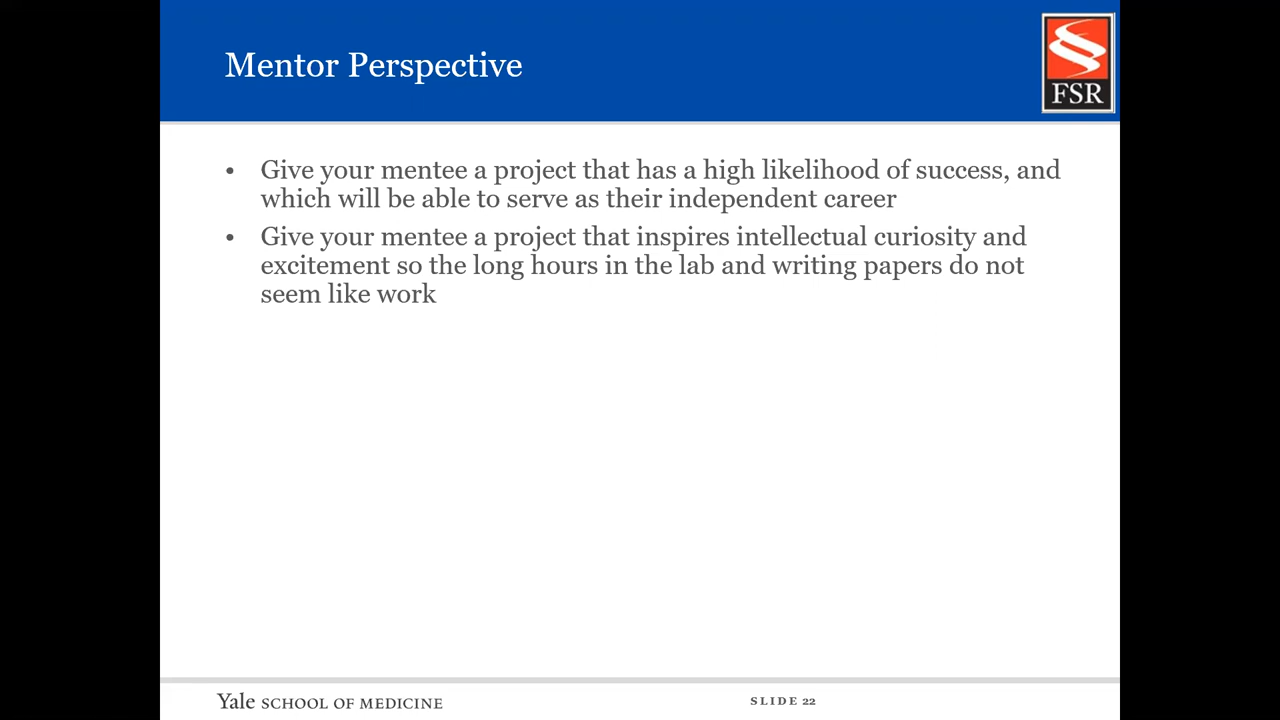 Mentor Perspective
FSR
• Give your mentee a project that has a high likelihood of success, and
which will be able to serve as their independent career
• Give your mentee a project that inspires intellectual curiosity and
excitement so the long hours in the lab and writing papers do not
seem like work
Yale SCHOOL OF MEDICINE
SLIDE 22